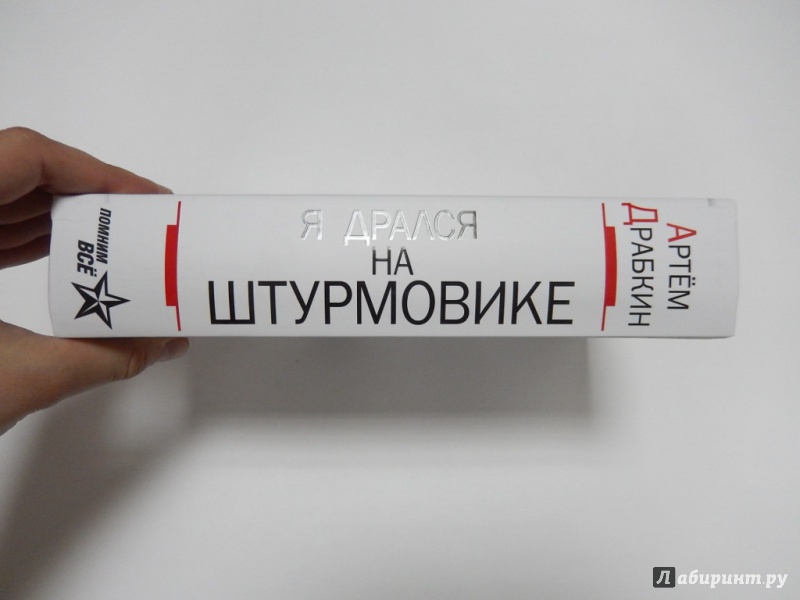 ПОМНИМ
ВСЁ
Я ДРАЛСЯ
НА
ШТУРМОВИКЕ
АРТЁМ
ДРАБКИН
Лабиринт.ру